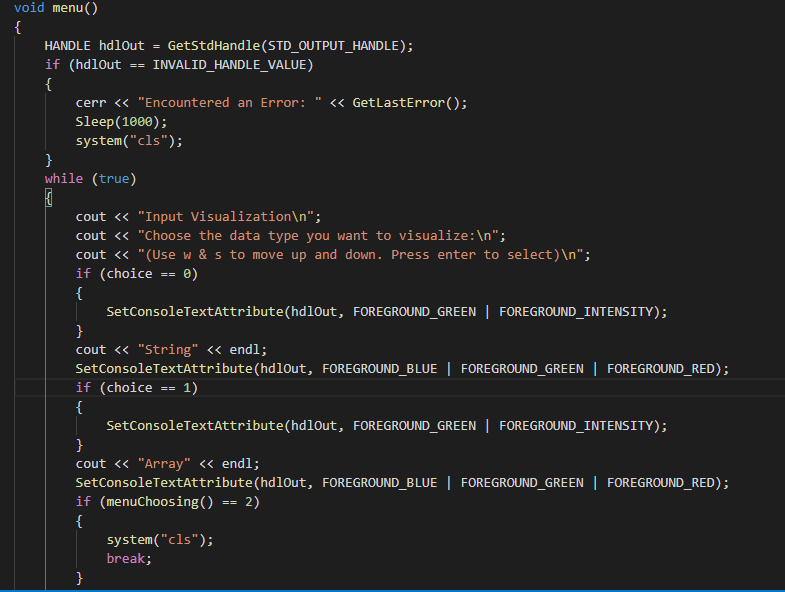 void menu()
{
    HANDLE hdlOut = GetStdHandle(STD_OUTPUT_HANDLE);
    if (hdlOut == INVALID_HANDLE_VALUE)
    {
        cerr << "Encountered an Error: " << GetLastError();
        Sleep(1000);
        system("cls");
    }
    while (true)
    {
        cout << "Input Visualization\n";
        cout << "Choose the data type you want to visualize:\n";
        cout << "(Use w & s to move up and down. Press enter to select)\n";
        if (choice == 0)
        {
            SetConsoleTextAttribute(hdlOut, FOREGROUND_GREEN | FOREGROUND_INTENSITY);
        }
        cout << "String" << endl;
        SetConsoleTextAttribute(hdlOut, FOREGROUND_BLUE | FOREGROUND_GREEN | FOREGROUND_RED);
        if (choice == 1)
        {
            SetConsoleTextAttribute(hdlOut, FOREGROUND_GREEN | FOREGROUND_INTENSITY);
        }
        cout << "Array" << endl;
        SetConsoleTextAttribute(hdlOut, FOREGROUND_BLUE | FOREGROUND_GREEN | FOREGROUND_RED);
        if (menuChoosing() == 2)
        {
            system("cls");
            break;
        }